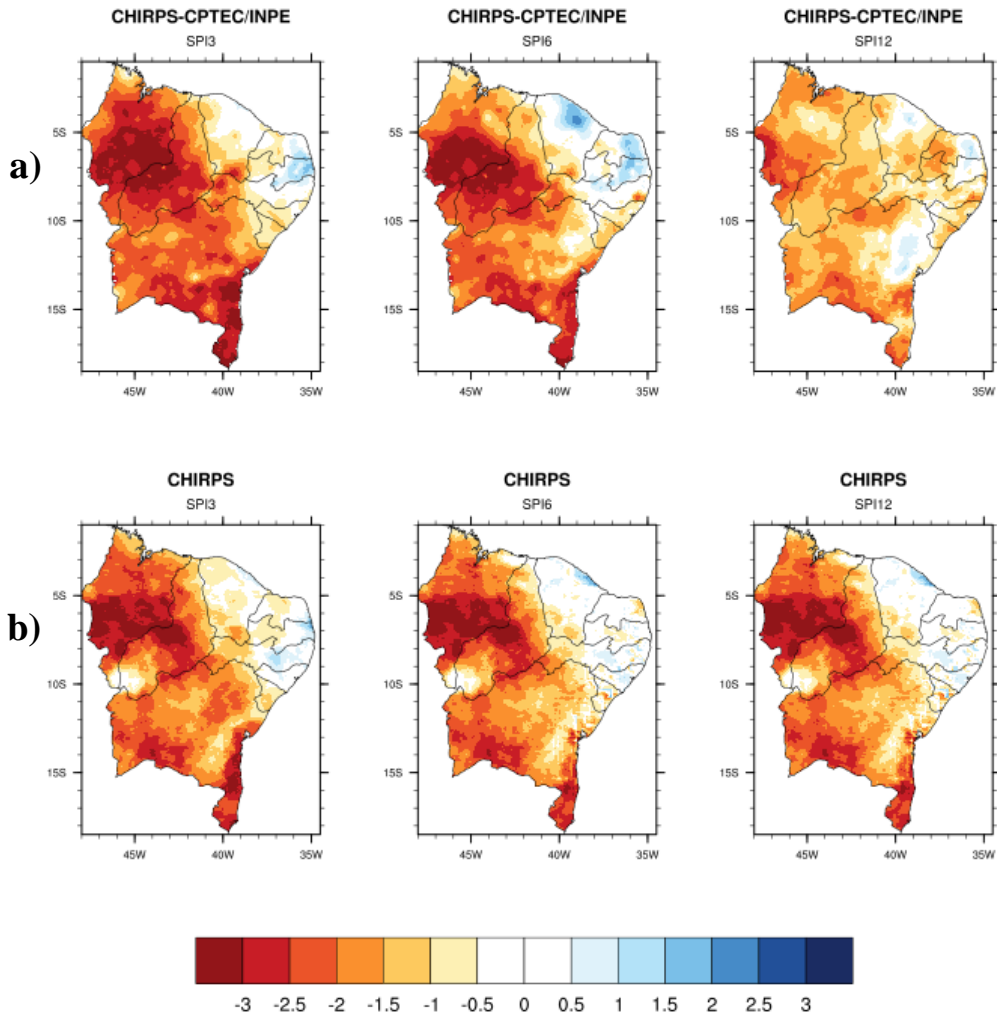 CHIRPS-CPTEC/INPE CHIRPS-CPTEC/INPE CHIRPS-CPTEC/INPE
SPI3 SPI6 SPI12
a)
5S 5S 5S
10S 10S 10S
15S 15S 15S
45W 40W 35W 45W 40W 35W 45W 40W 35W
CHIRPS CHIRPS CHIRPS
SPI3 SPI6 SPI12
b)
5S 5S 5S
10S 10S 10S
15S 15S 15S
45W 40W 35W 45W 40W 35W 45W 40W 35W
-3 -2.5 -2 -1.5 -1 -0.5 0 0.5 1 1.5 2 2.5 3